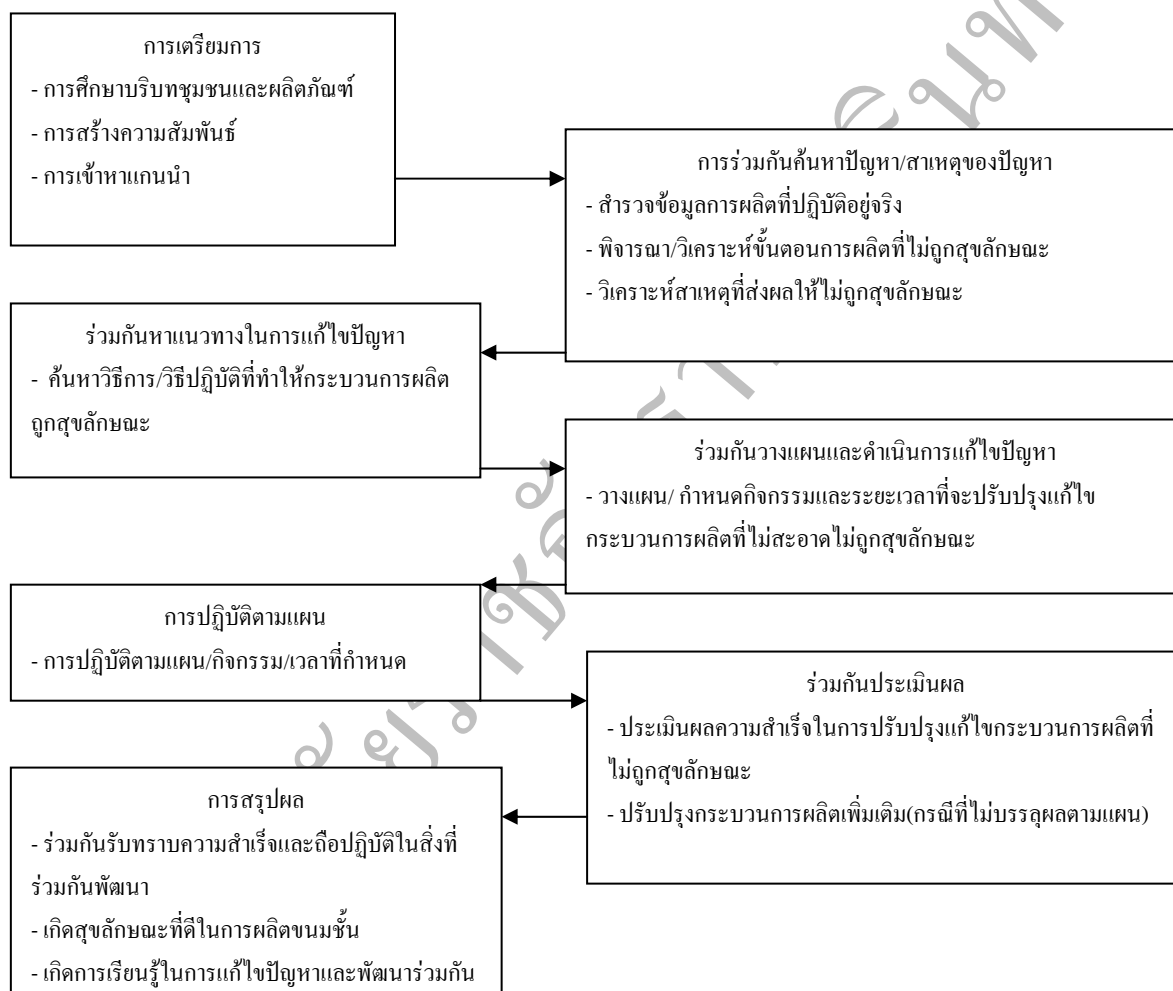 การเตรียมการ
- การศึกษาบริบทชุมชนและผลิตภัณฑ์
- การสร้างความสัมพันธ์
- การเข้าหาแกนนำ
การร่วมกันค้นหาปัญหา/สาเหตุของปัญหา
- สำรวจข้อมูลการผลิตที่ปฏิบัติอยู่จริง
- พิจารณา/วิเคราะห์ขั้นตอนการผลิตที่ไม่ถูกสุขลักษณะ
- วิเคราะห์สาเหตุที่ส่งผลให้ไม่ถูกสุขลักษณะ
ร่วมกันหาแนวทางในการแก้ไขปัญหา
- ค้นหาวิธีการ/วิธีปฏิบัติที่ทำให้กระบวนการผลิต
ถูกสุขลักษณะ
ร่วมกันวางแผนและดำเนินการแก้ไขปัญหา
- วางแผน/ กำหนดกิจกรรมและระยะเวลาที่จะปรับปรุงแก้ไข
กระบวนการผลิตที่ไม่สะอาดไม่ถูกสุขลักษณะ
การปฏิบัติตามแผน
- การปฏิบัติตามแผน/กิจกรรม/เวลาที่กำหนด
ร่วมกันประเมินผล
- ประเมินผลความสำเร็จในการปรับปรุงแก้ไขกระบวนการผลิตที่
ไม่ถูกสุขลักษณะ
- ปรับปรุงกระบวนการผลิตเพิ่มเติม(กรณีที่ไม่บรรลุผลตามแผน)
การสรุปผล
- ร่วมกันรับทราบความสำเร็จและถือปฏิบัติในสิ่งที่
ร่วมกันพัฒนา
- เกิดสุขลักษณะที่ดีในการผลิตขนมชั้น
- เกิดการเรียนรู้ในการแก้ไขปัญหาและพัฒนาร่วมกัน